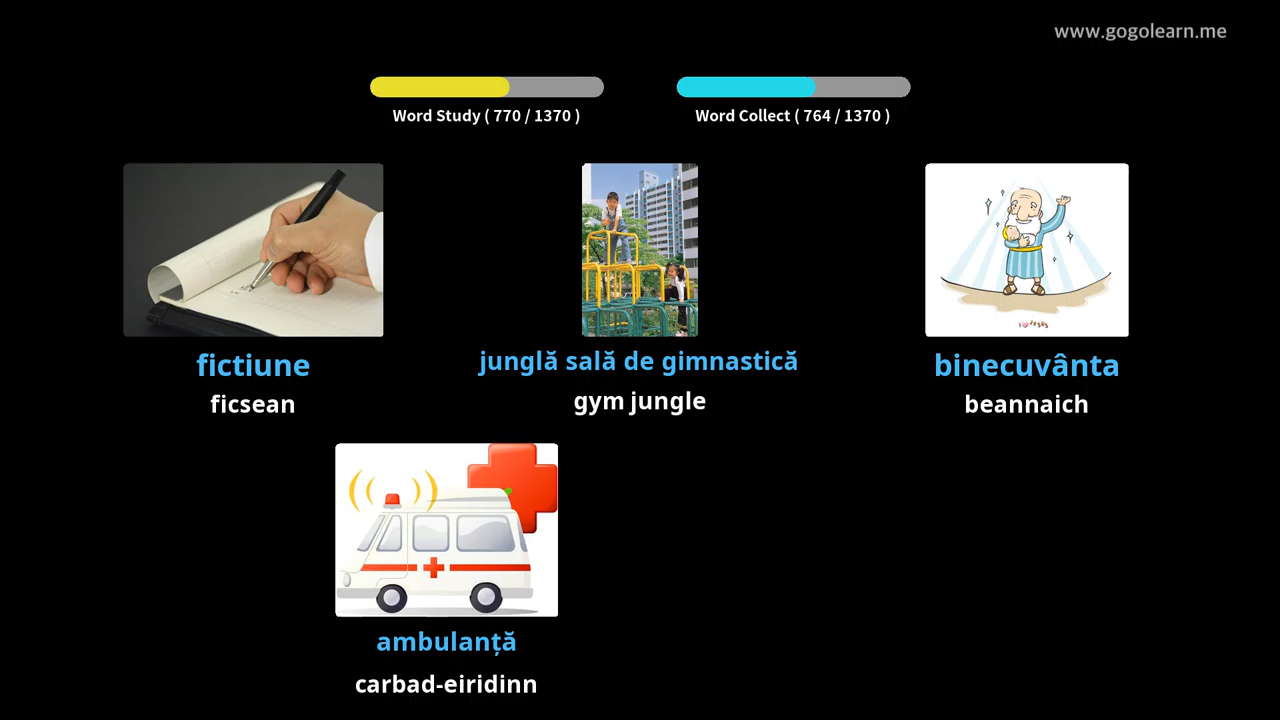 www.gogolearn.me
Word Study ( 770 / 1370 )
Word Collect ( 764 / 1370 )
fictiune
ficsean
junglă sală de gimnastică
gym jungle
I JESUS
binecuvânta
beannaich
ambulanță
carbad-eiridinn